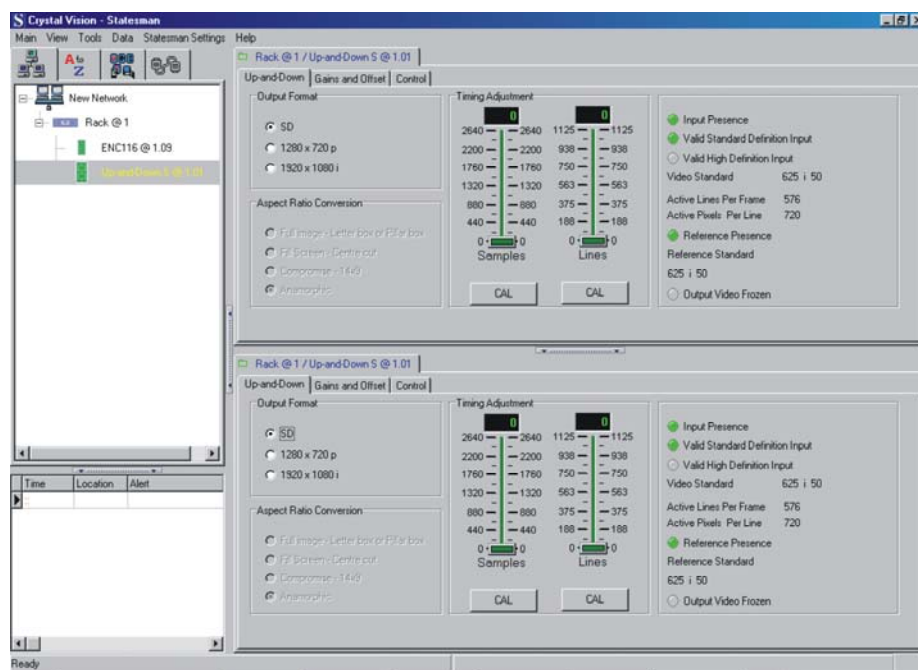 S Crystal Vision - Statesman
Main View Tools Data Statesman Settings Help
A to Z
New Network
Rack @ 1
ENC116 @ 1.09
Up-and-Down S @ 1.01
Time Location Alert
Rack @ 1 / Up-and-Down S @ 1.01
Up-and-Down Gains and Offset Control
Output Format
SD
1280 x 720 p
1920 x 1080 i
Aspect Ratio Conversion
Full image - Letter box or Pillar box
Fill Screen - Centre cut
Compromise - 14x9
Anamorphic
Timing Adjustment
0 0
2640 2640 1125 1125
2200 2200 938 938
1760 1760 750 750
1320 1320 563 563
880 880 375 375
440 440 188 188
0 0 0 0
Samples Lines
CAL CAL
Input Presence
Valid Standard Definition Input
Valid High Definition Input
Video Standard 625 i 50
Active Lines Per Frame 576
Active Pixels Per Line 720
Reference Presence
Reference Standard
625 i 50
Output Video Frozen
Rack @ 1 / Up-and-Down S @ 1.01
Up-and-Down Gains and Offset Control
Output Format
SD
1280 x 720 p
1920 x 1080 i
Aspect Ratio Conversion
Full image - Letter box or Pillar box
Fill Screen - Centre cut
Compromise - 14x9
Anamorphic
Timing Adjustment
0 0
2640 2640 1125 1125
2200 2200 938 938
1760 1760 750 750
1320 1320 563 563
880 880 375 375
440 440 188 188
0 0 0 0
Samples Lines
CAL CAL
Input Presence
Valid Standard Definition Input
Valid High Definition Input
Video Standard 625 i 50
Active Lines Per Frame 576
Active Pixels Per Line 720
Reference Presence
Reference Standard
625 i 50
Output Video Frozen
Ready